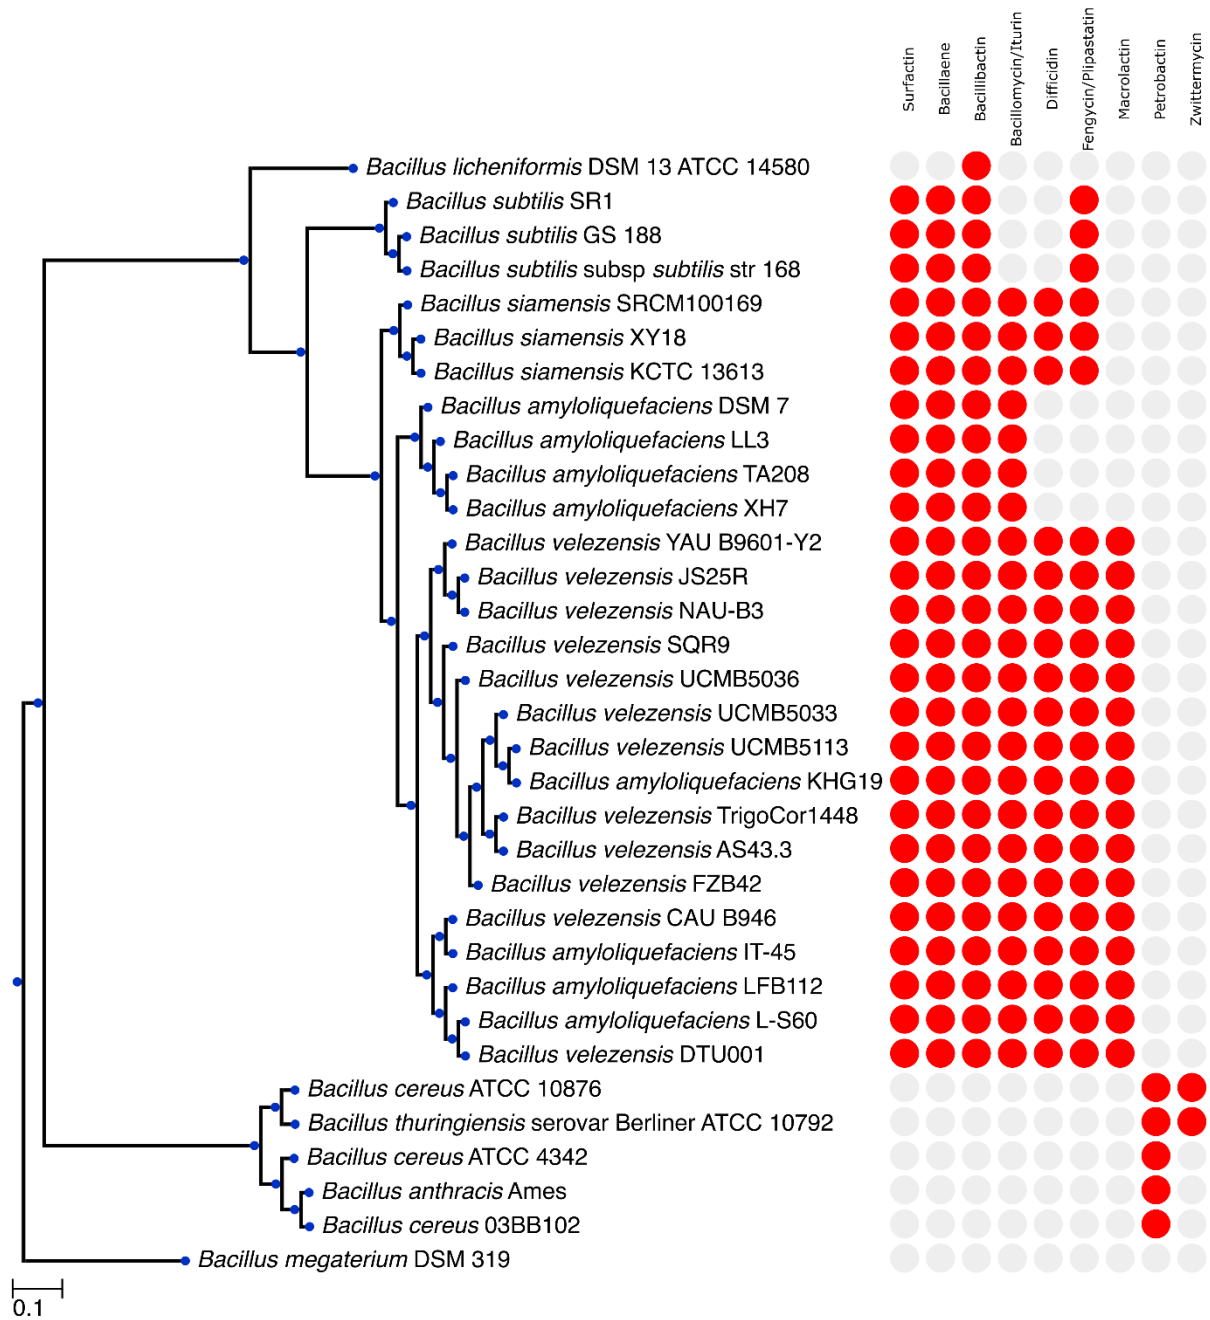 Surfactin
Bacillaene
Bacillibactin
Bacillomycin/Iturin
Difficidin
Fengycin/Plipastatin
Macrolactin
Petrobactin
Zwittermycin
Bacillus licheniformis DSM 13 ATCC 14580
Bacillus subtilis SR1
Bacillus subtilis GS 188
Bacillus subtilis subsp subtilis str 168
Bacillus siamensis SRCM100169
Bacillus siamensis XY18
Bacillus siamensis KCTC 13613
Bacillus amyloliquefaciens DSM 7
Bacillus amyloliquefaciens LL3
Bacillus amyloliquefaciens TA208
Bacillus amyloliquefaciens XH7
Bacillus velezensis YAU B9601-Y2
Bacillus velezensis JS25R
Bacillus velezensis NAU-B3
Bacillus velezensis SQR9
Bacillus velezensis UCMB5036
Bacillus velezensis UCMB5033
Bacillus velezensis UCMB5113
Bacillus amyloliquefaciens KHG19
Bacillus velezensis TrigoCor1448
Bacillus velezensis AS43.3
Bacillus velezensis FZB42
Bacillus velezensis CAU B946
Bacillus amyloliquefaciens IT-45
Bacillus amyloliquefaciens LFB112
Bacillus amyloliquefaciens L-S60
Bacillus velezensis DTU001
Bacillus cereus ATCC 10876
Bacillus thuringiensis serovar Berliner ATCC 10792
Bacillus cereus ATCC 4342
Bacillus anthracis Ames
Bacillus cereus 03BB102
Bacillus megaterium DSM 319
0.1